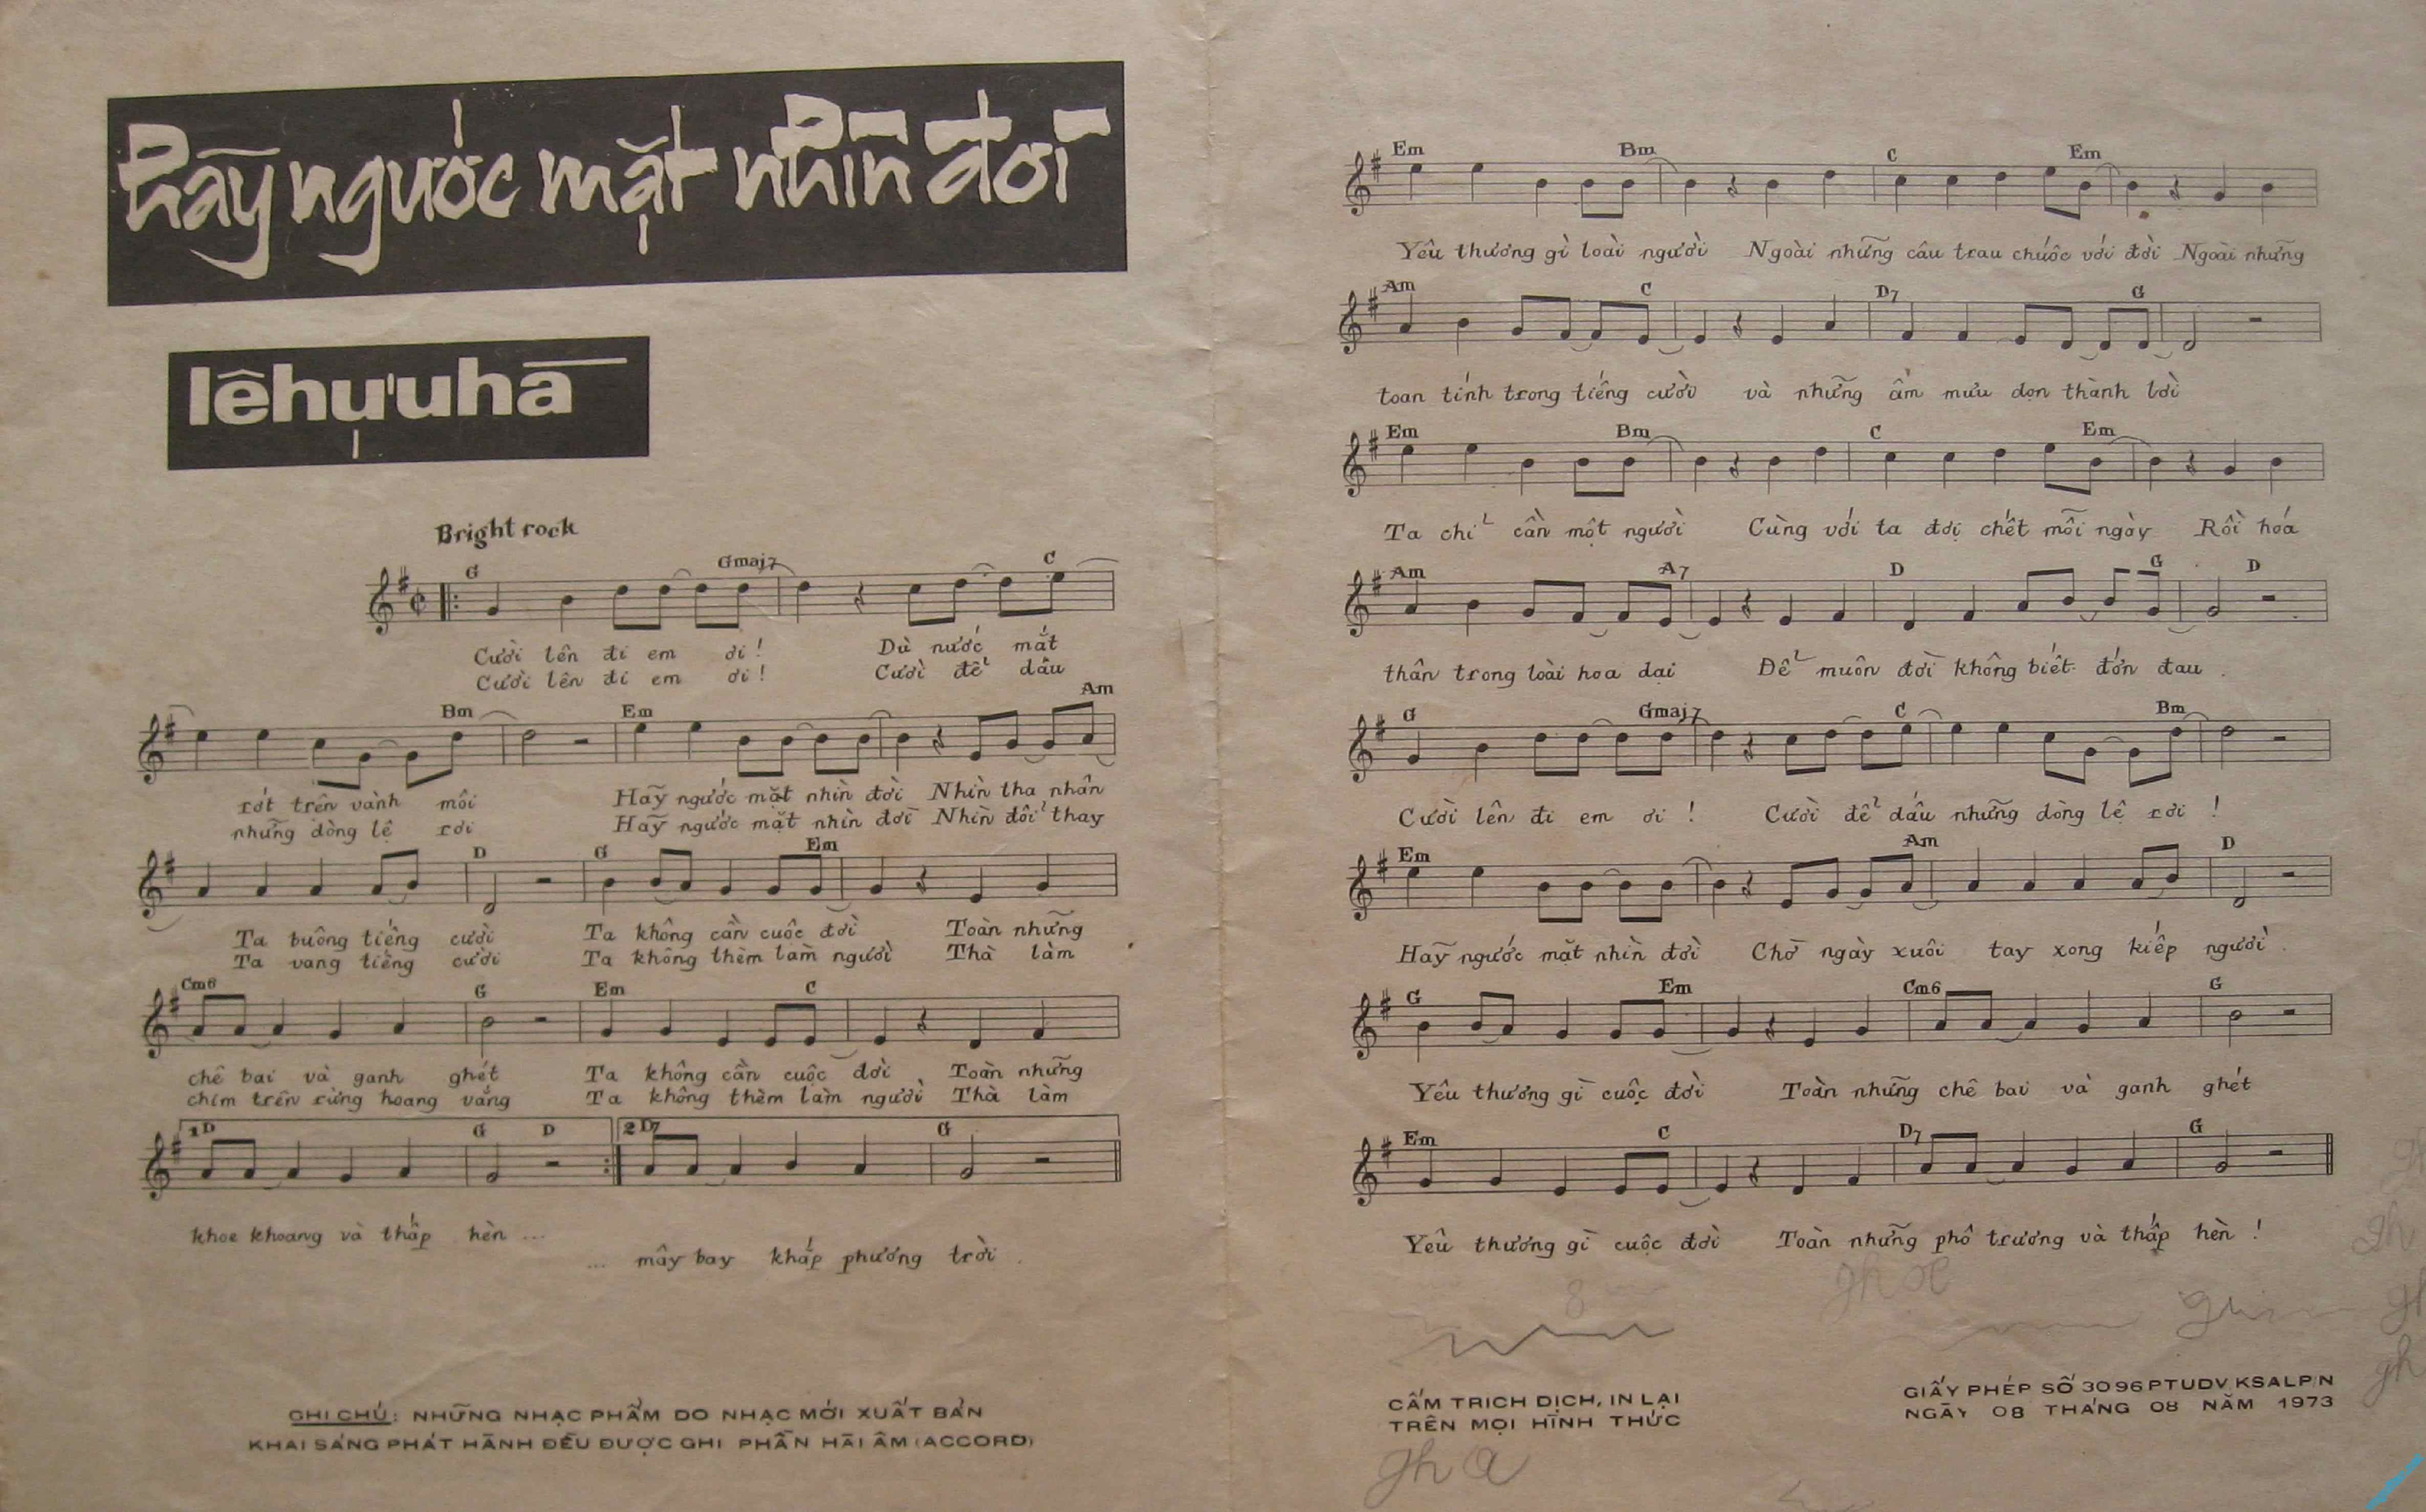 hãy ngước mặt nhìn đời
lê hựu hà
Bright rock
G Gmaj7 C
Cười lên đi em ơi! Dù nước mắt
Cười lên đi em ơi! Cười để dấu
Bm Em Am
rớt trên vành môi Hãy ngước mặt nhìn đời Nhìn tha nhân
những dòng lệ rơi Hãy ngước mặt nhìn đời Nhìn đổi thay
D G Em
Ta buông tiếng cười Ta không cần cuộc đời Toàn những
Ta vang tiếng cười Ta không thèm làm người Thà làm
Cm6 G Em C
chê bai và ganh ghét Ta không cần cuộc đời Toàn những
chim trên rừng hoang vắng Ta không thèm làm người Thà làm
1 D G D 2 D7 G
khoe khoang và thấp hèn ...
... mây bay khắp phương trời .
Em Bm C Em
Yêu thương gì loài người Ngoài những câu trau chuốc với đời Ngoài những
Am C D7 G
toan tính trong tiếng cười và những âm mưu dọn thành lời
Em Bm C Em
Ta chỉ cần một người Cùng với ta đợi chết mỗi ngày Rồi hóa
Am A7 D G D
thân trong loài hoa dại Để muôn đời không biết đớn đau .
G Gmaj7 C Bm
Cười lên đi em ơi ! Cười để dấu những dòng lệ rơi !
Em Am D
Hãy ngước mặt nhìn đời Chờ ngày xuôi tay xong kiếp người .
G Em Cm6 G
Yêu thương gì cuộc đời Toàn những chê bai và ganh ghét
Em C D7 G
Yêu thương gì cuộc đời Toàn những phô trương và thấp hèn !
GHI CHÚ: NHỮNG NHẠC PHẨM DO NHẠC MỚI XUẤT BẢN
KHAI SÁNG PHÁT HÀNH ĐỀU ĐƯỢC GHI PHẦN HÀI ÂM (ACCORD)
CẤM TRÍCH DỊCH, IN LẠI
TRÊN MỌI HÌNH THỨC
GIẤY PHÉP SỐ 3096 PTUDV/KSALP/N
NGÀY 08 THÁNG 08 NĂM 1973
gh a